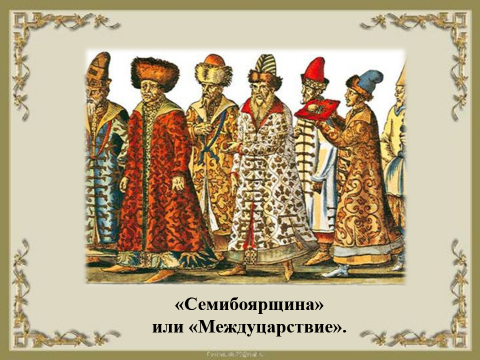 «Семибоярщина»
или «Междуцарствие».